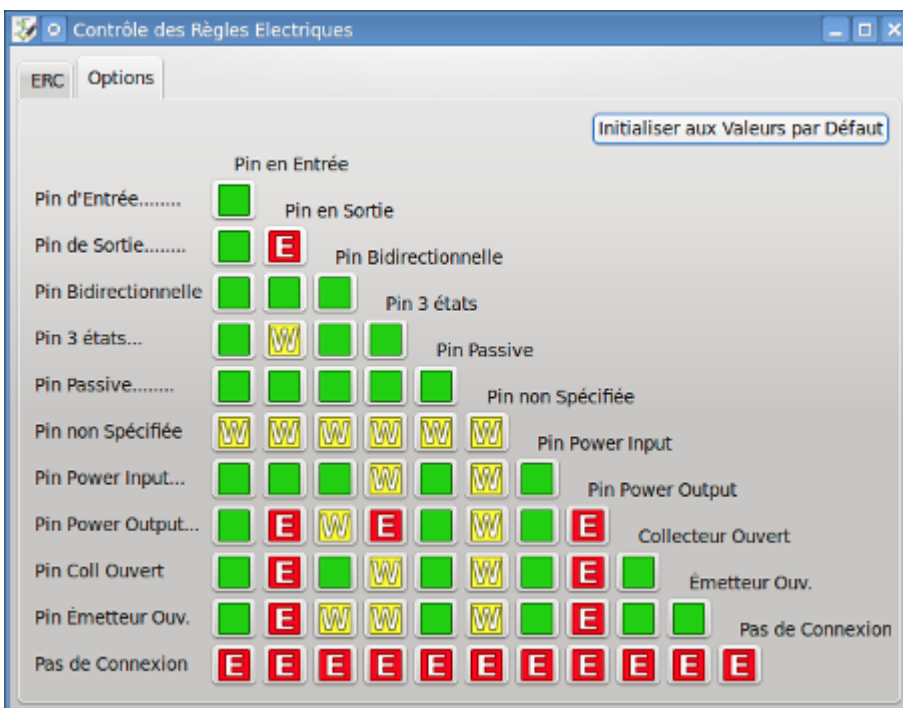 Contrôle des Règles Electriques
ERC Options
Initialiser aux Valeurs par Défaut
Pin en Entrée
Pin d'Entrée........
Pin en Sortie
Pin de Sortie........ E
Pin Bidirectionnelle
Pin Bidirectionnelle
Pin 3 états
Pin 3 états... W
Pin Passive
Pin Passive........
Pin non Spécifiée
Pin non Spécifiée W W W W W W
Pin Power Input
Pin Power Input... W W
Pin Power Output
Pin Power Output... E W E W E
Collecteur Ouvert
Pin Coll Ouvert E W W E
Émetteur Ouv.
Pin Émetteur Ouv. E W W W E
Pas de Connexion
Pas de Connexion E E E E E E E E E E E